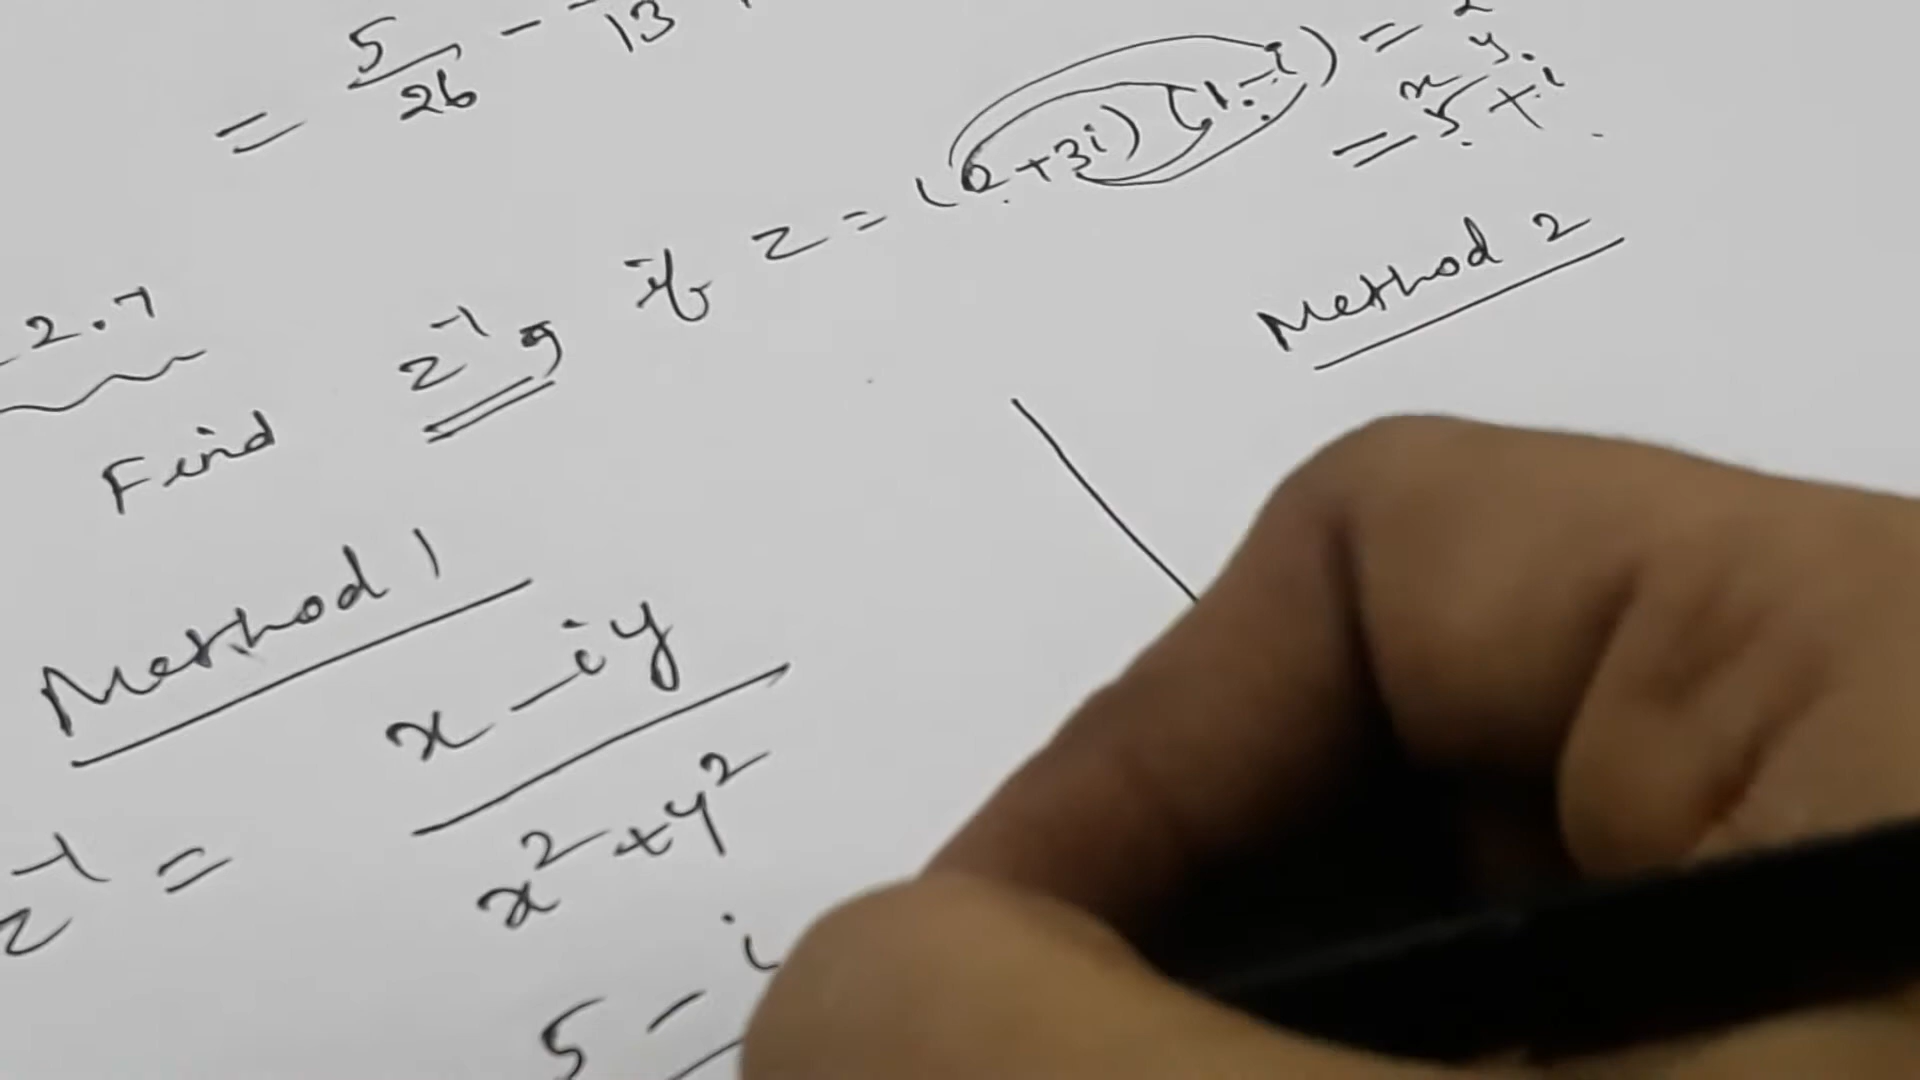 = 5/26 - 13
2.7
Find z⁻¹, if z = (2+3i) (1-i) =
x y
= 5 + i
Method 1
Method 2
z⁻¹ = x - iy / x² + y²
5 - i